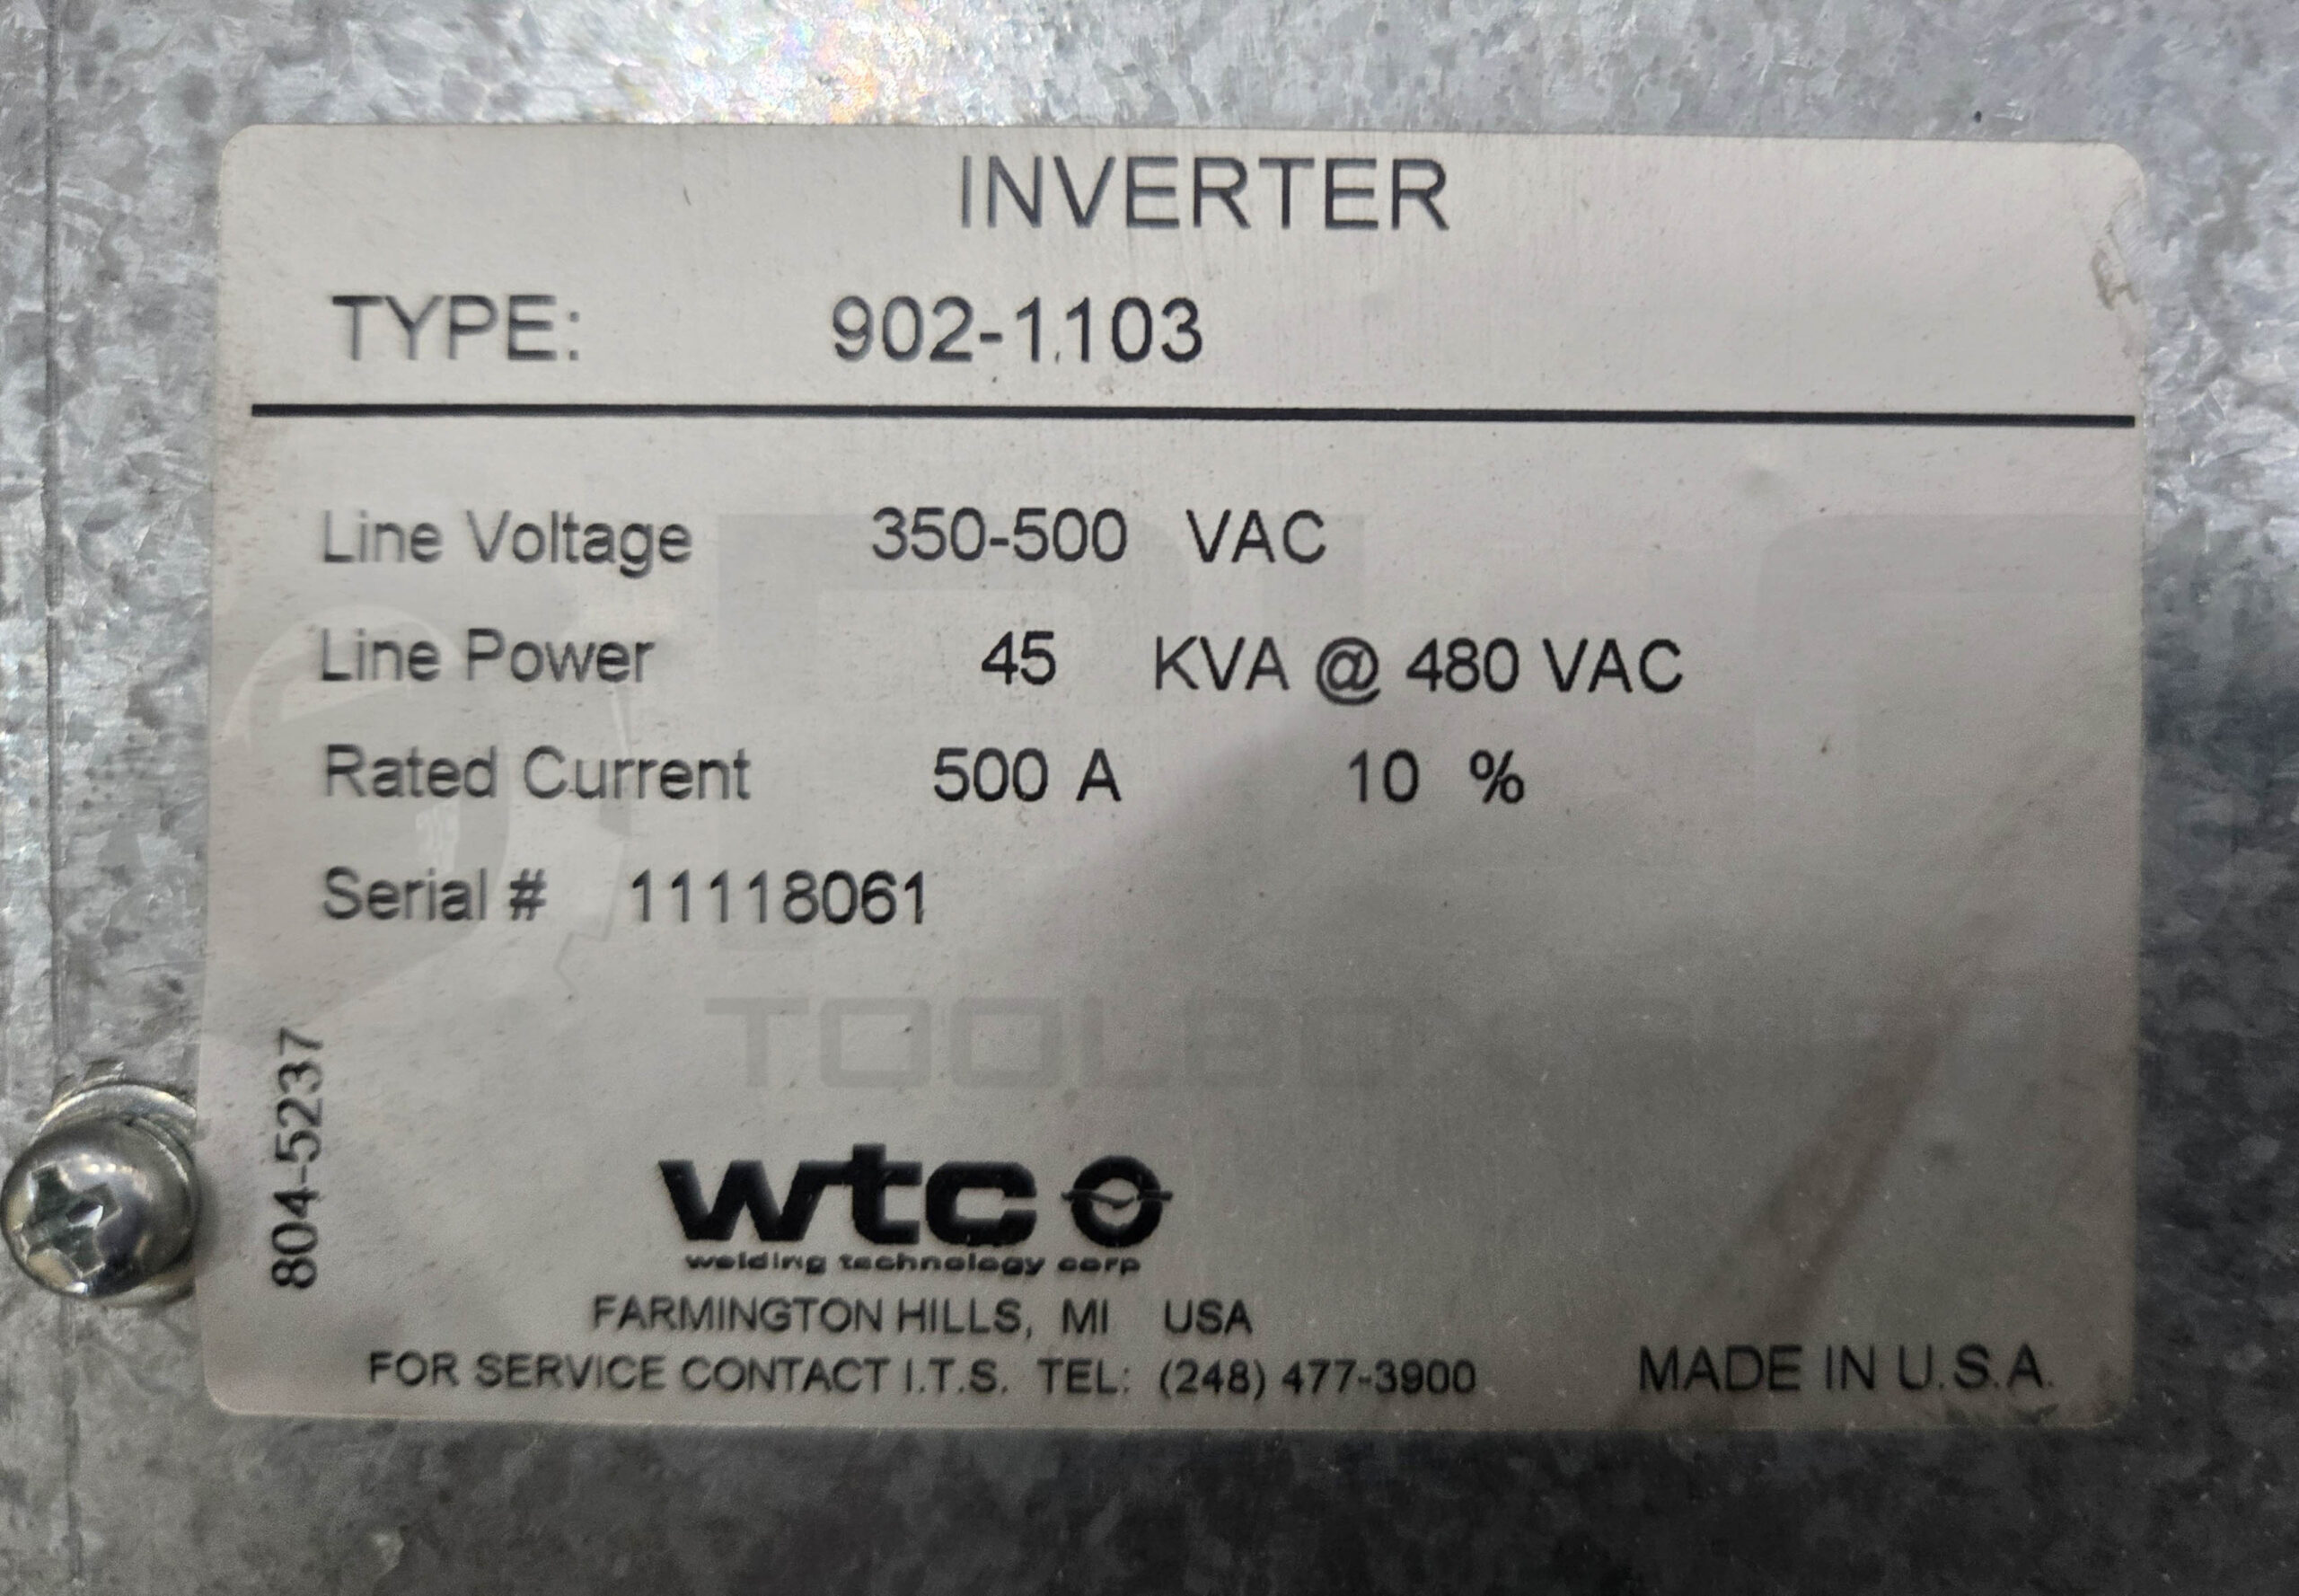 INVERTER
TYPE: 902-1103
Line Voltage 350-500 VAC
Line Power 45 KVA @ 480 VAC
Rated Current 500 A 10 %
Serial # 11118061
TOOLBOX
804-5237
wtc
welding technology corp
FARMINGTON HILLS, MI USA
FOR SERVICE CONTACT I.T.S. TEL: (248) 477-3900
MADE IN U.S.A.